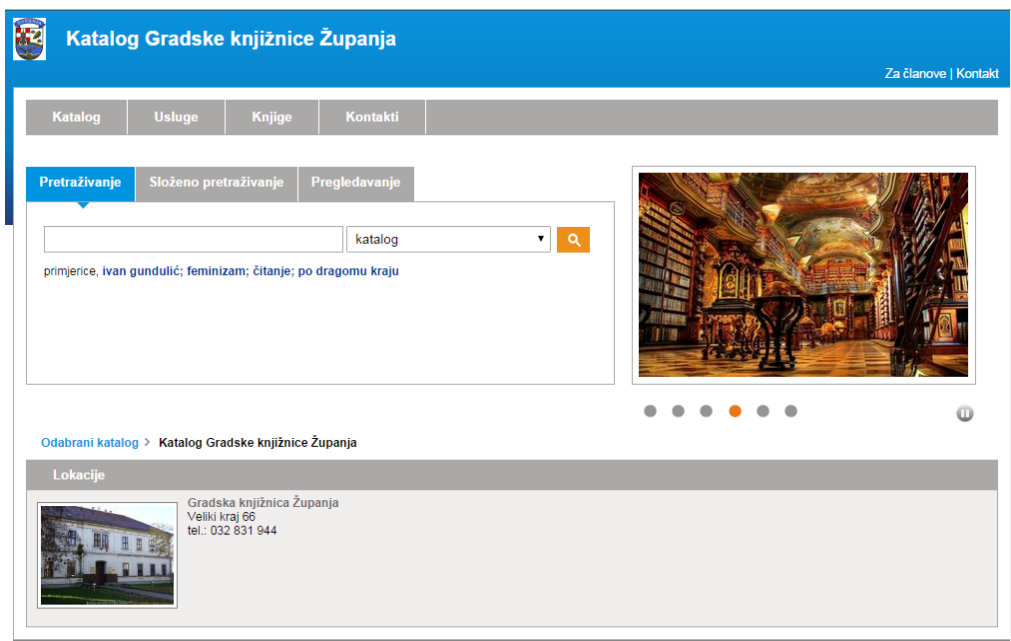 Katalog Gradske knjižnice Županja
Za članove | Kontakt
Katalog Usluge Knjige Kontakti
Pretraživanje Složeno pretraživanje Pregledavanje
katalog
primjerice, ivan gundulić; feminizam; čitanje; po dragomu kraju
Odabrani katalog > Katalog Gradske knjižnice Županja
Lokacije
Gradska knjižnica Županja
Veliki kraj 66
tel.: 032 831 944